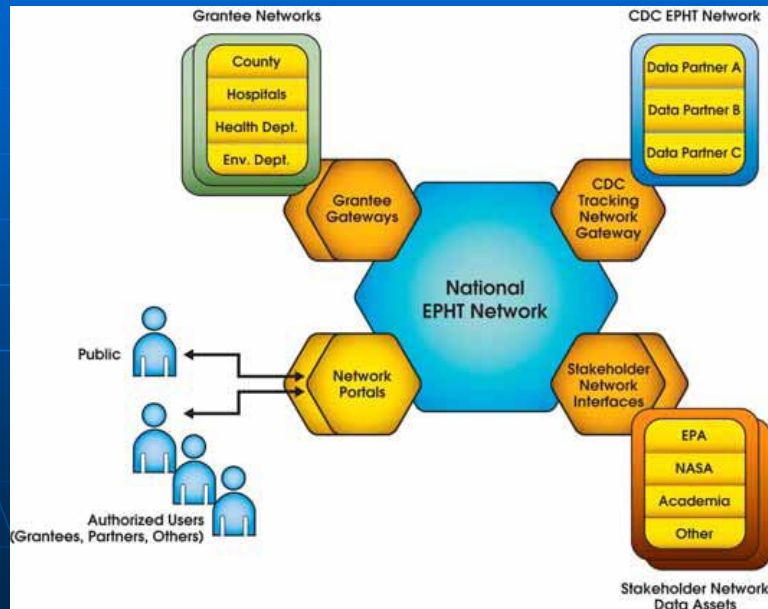 Grantee Networks
County
Hospitals
Health Dept.
Env. Dept.
CDC EPHT Network
Data Partner A
Data Partner B
Data Partner C
Grantee
Gateways
CDC
Tracking
Network
Gateway
National
EPHT Network
Public
Network
Portals
Stakeholder
Network
Interfaces
Authorized Users
(Grantees, Partners, Others)
EPA
NASA
Academia
Other
Stakeholder Network
Data Assets